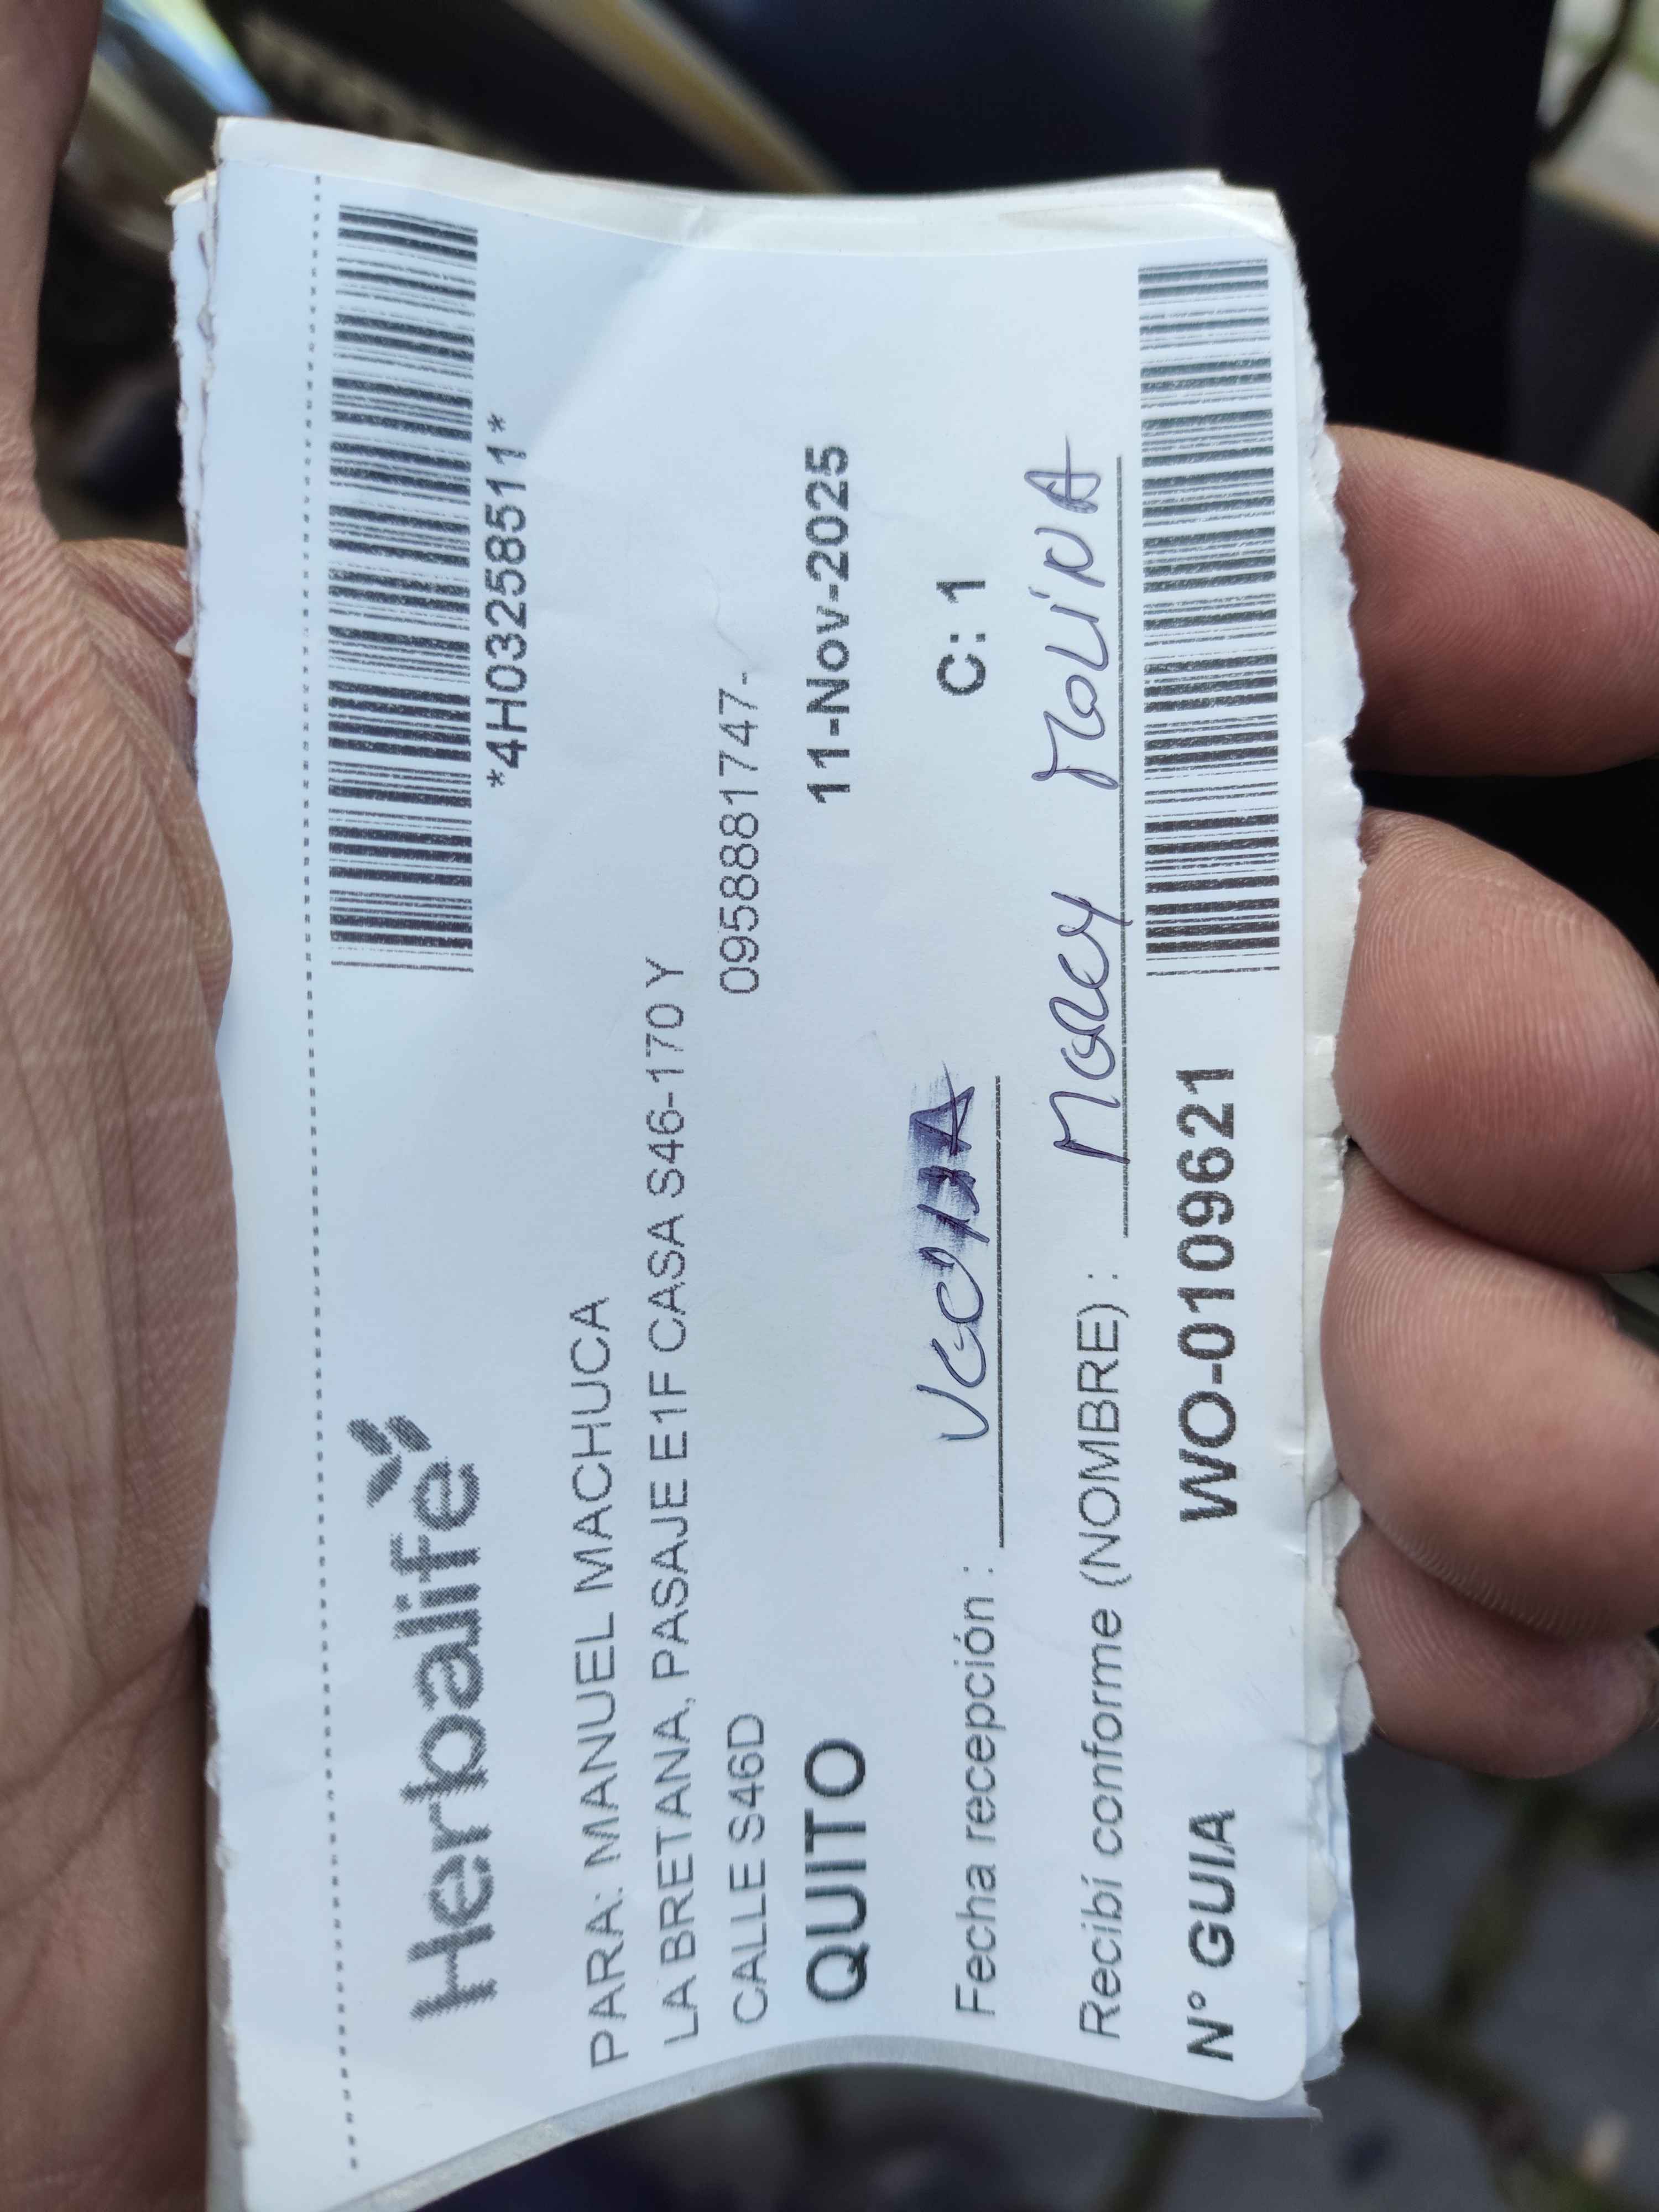 Herbalife
*4H03258511*
PARA: MANUEL MACHUCA
LA BRETANA, PASAJE E1F CASA S46-170 Y
CALLE S46D
0958881747-
QUITO 11-Nov-2025
Fecha recepción : C: 1
Recibí conforme (NOMBRE) : MOLINA
N° GUIA WO-0109621